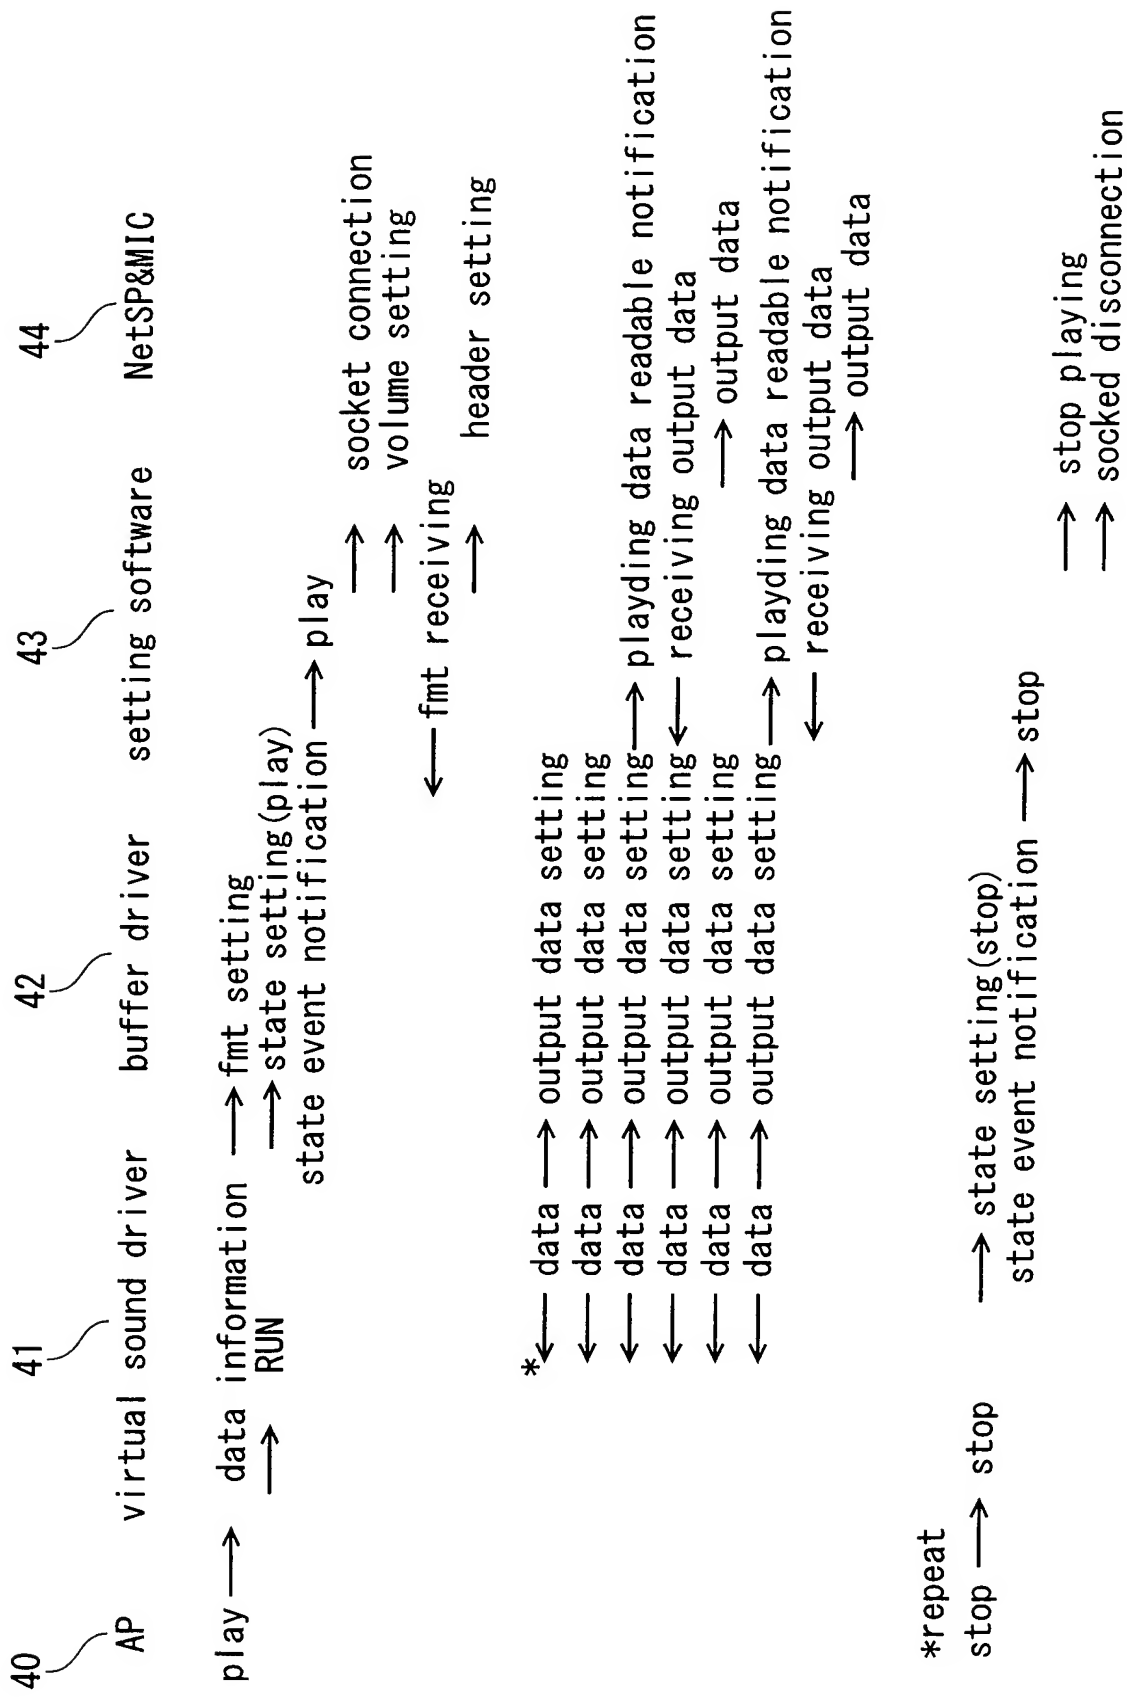 40 41 42 43 44
AP virtual sound driver buffer driver setting software NetSP&MIC
play → data information → fmt setting
→ RUN → state setting(play)
state event notification → play
→ socket connection
→ volume setting
← fmt receiving
→ header setting
*← data → output data setting
← data → output data setting
← data → output data setting → playding data readable notification
← data → output data setting ← receiving output data
← data → output data setting → output data
← data → output data setting → playding data readable notification
← receiving output data
→ output data
*repeat
stop → stop → state setting(stop)
state event notification → stop
→ stop playing
→ socked disconnection